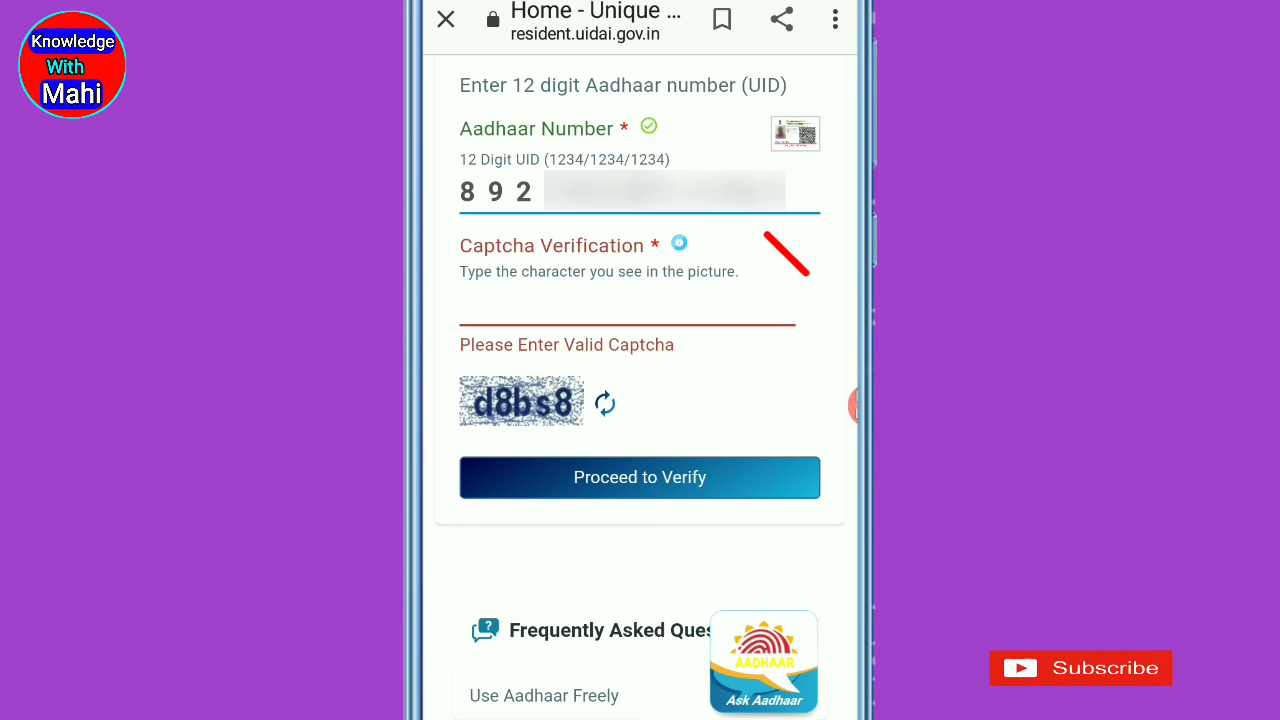 Knowledge
With
Mahi
Home - Unique ...
resident.uidai.gov.in
Enter 12 digit Aadhaar number (UID)
Aadhaar Number *
12 Digit UID (1234/1234/1234)
8 9 2
Captcha Verification *
Type the character you see in the picture.
Please Enter Valid Captcha
d8bs8
Proceed to Verify
? Frequently Asked Ques
AADHAAR
Use Aadhaar Freely
Ask Aadhaar
Subscribe